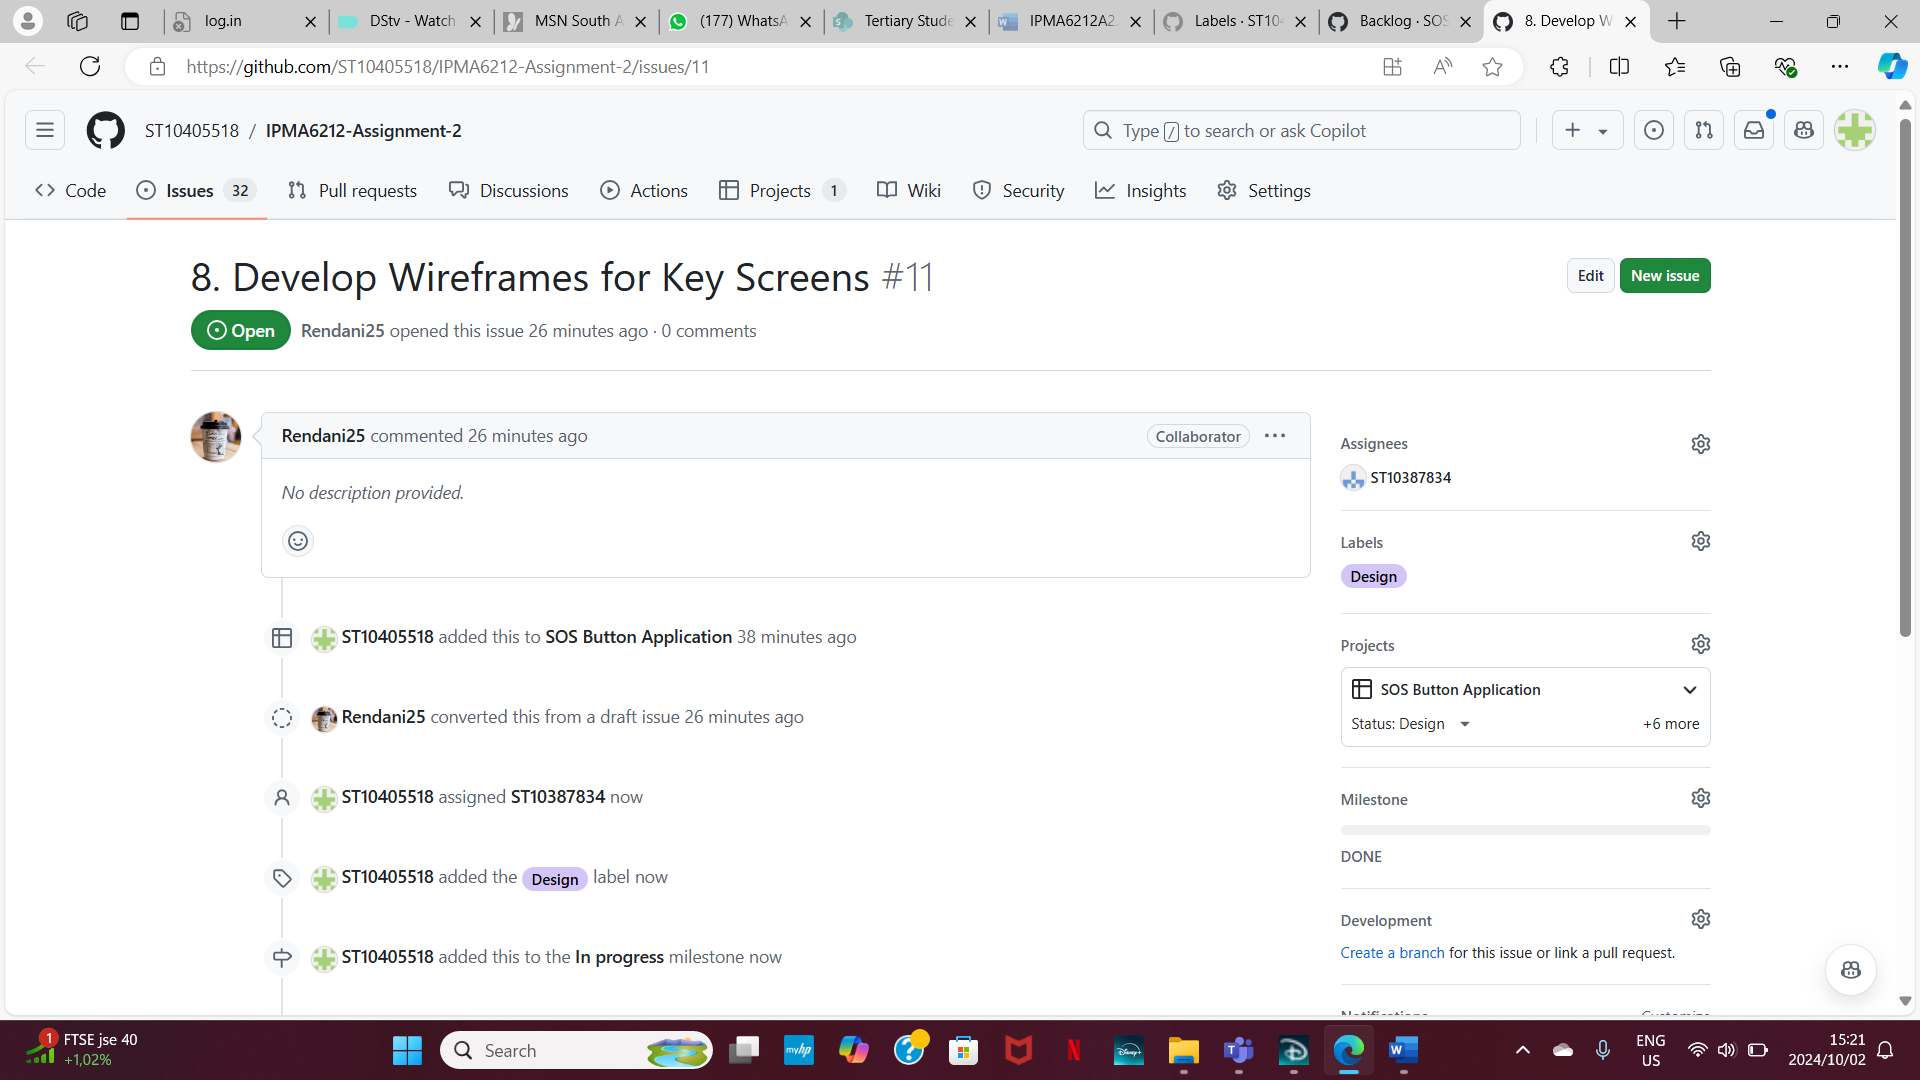 log.in
DStv - Watch
MSN South A
(177) WhatsA
Tertiary Stude
IPMA6212A2.
Labels · ST104
Backlog · SOS
8. Develop W
https://github.com/ST10405518/IPMA6212-Assignment-2/issues/11
ST10405518 / IPMA6212-Assignment-2
Type / to search or ask Copilot
Code
Issues 32
Pull requests
Discussions
Actions
Projects 1
Wiki
Security
Insights
Settings
8. Develop Wireframes for Key Screens #11
Edit
New issue
Open
Rendani25 opened this issue 26 minutes ago · 0 comments
Rendani25 commented 26 minutes ago
Collaborator
No description provided.
ST10405518 added this to SOS Button Application 38 minutes ago
Rendani25 converted this from a draft issue 26 minutes ago
ST10405518 assigned ST10387834 now
ST10405518 added the Design label now
ST10405518 added this to the In progress milestone now
Assignees
ST10387834
Labels
Design
Projects
SOS Button Application
Status: Design
+6 more
Milestone
DONE
Development
Create a branch for this issue or link a pull request.
Notifications
Customize
1
FTSE jse 40
+1,02%
Search
myhp
Disney+
ENG
US
15:21
2024/10/02